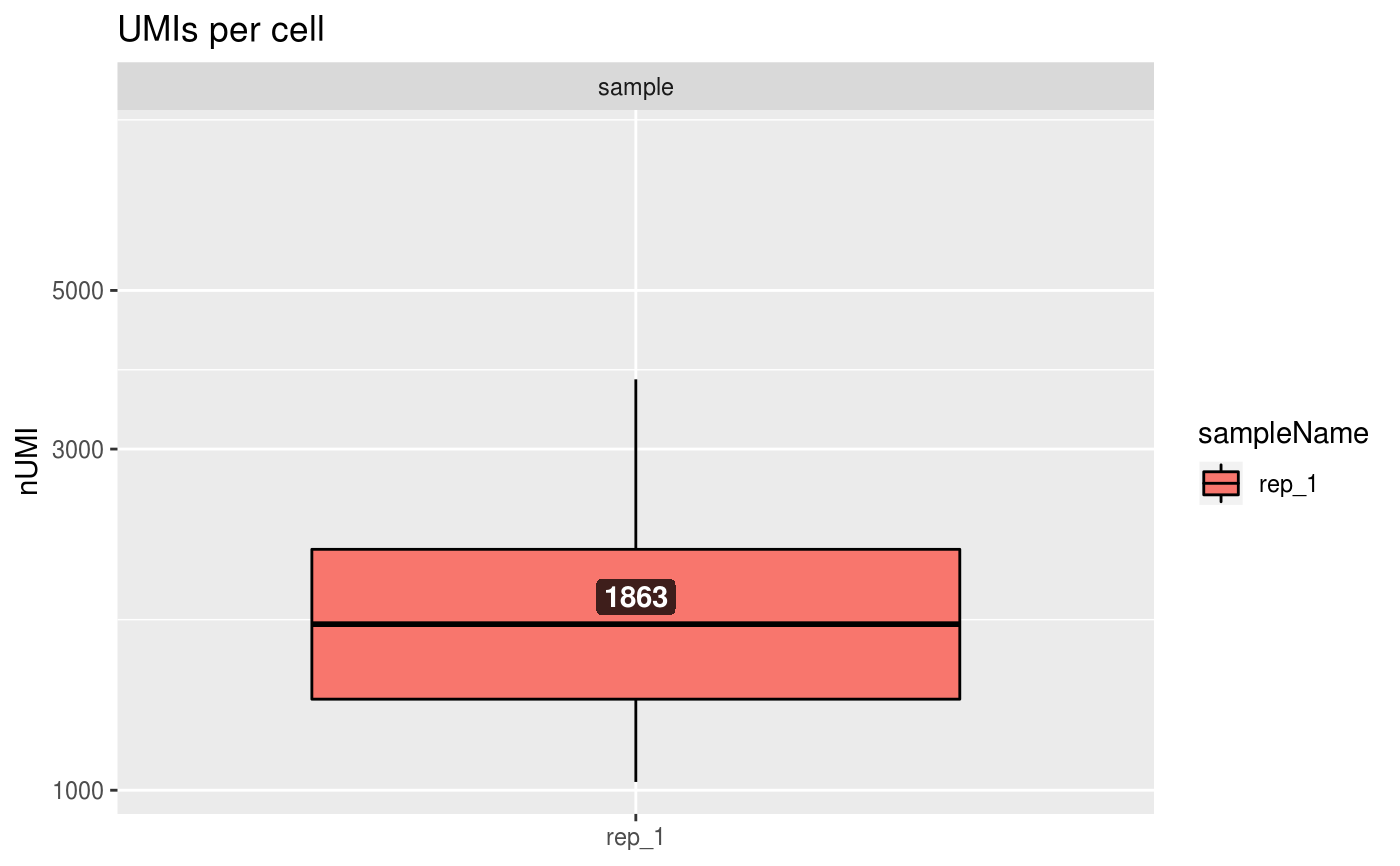 UMIs per cell
sample
5000
3000
1000
nUMI
1863
rep_1
sampleName
rep_1